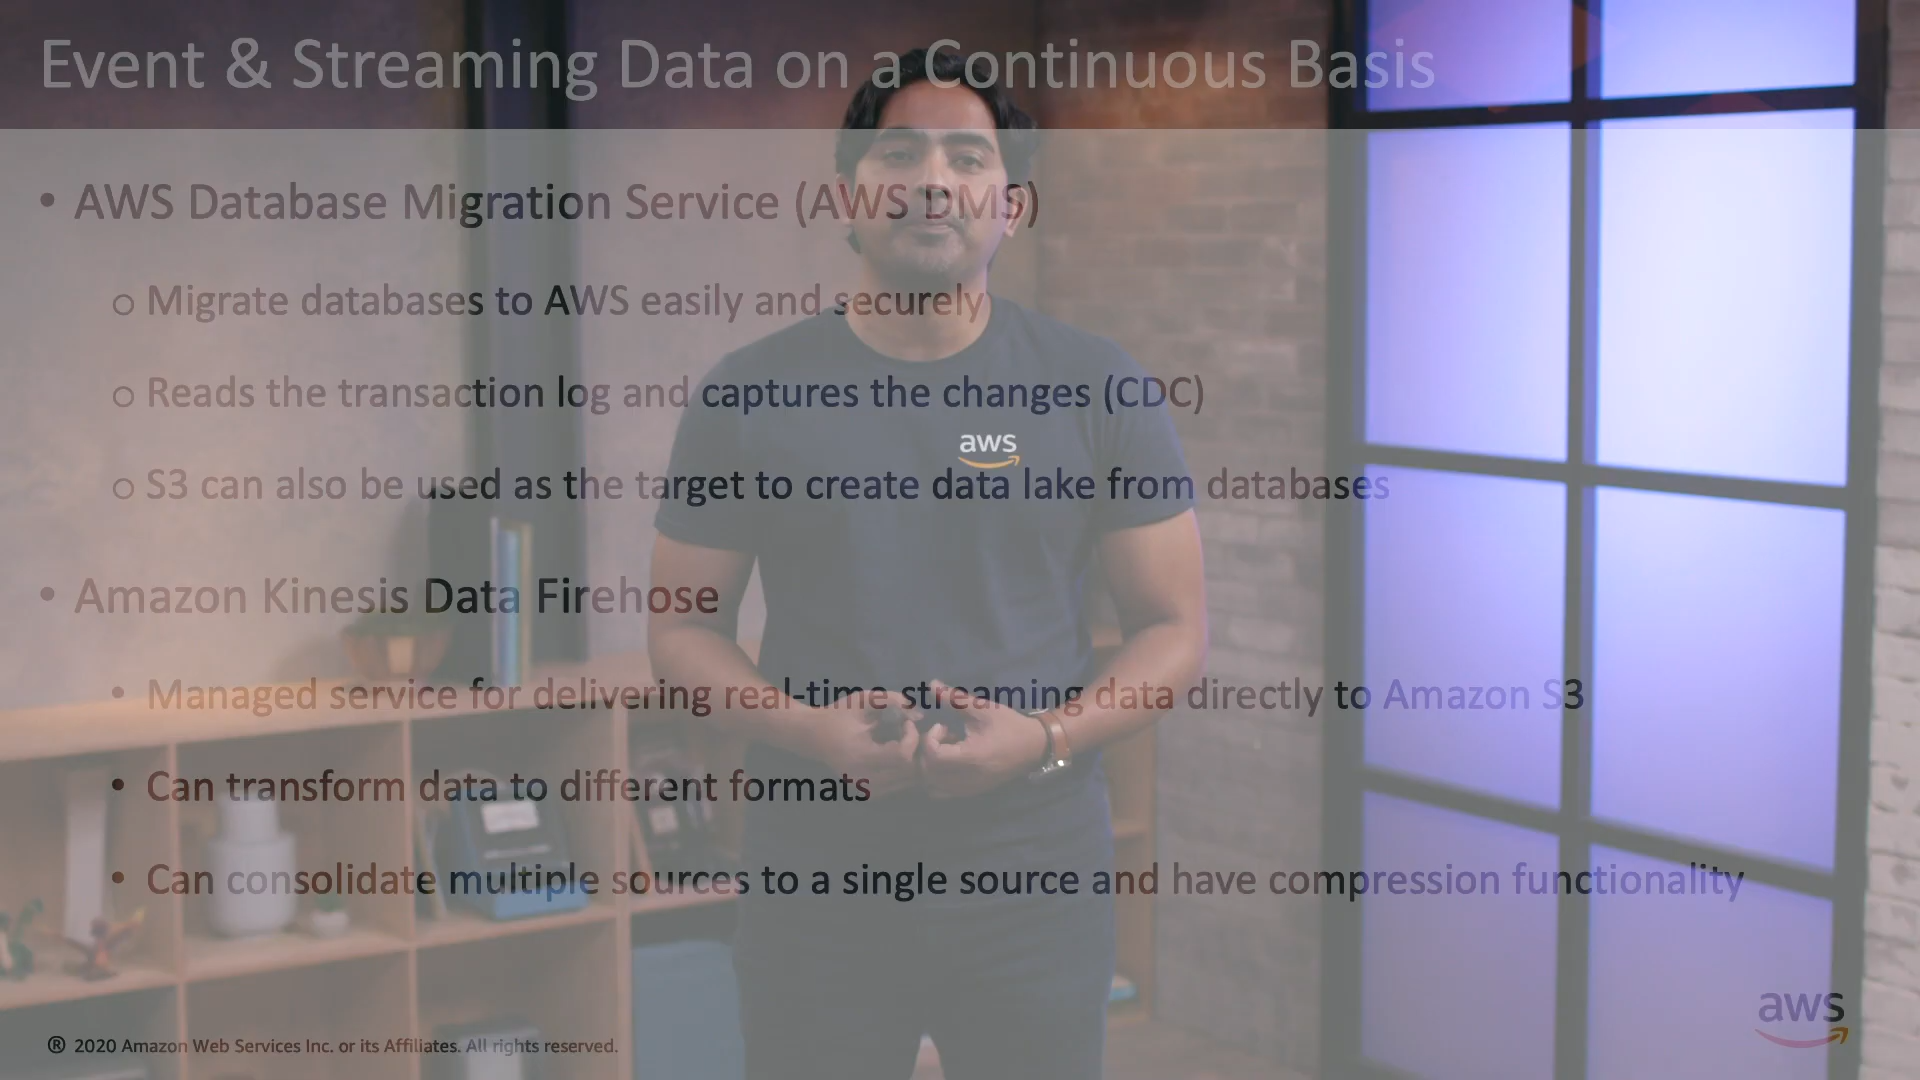 Event & Streaming Data on a Continuous Basis
• AWS Database Migration Service (AWS DMS)
o Migrate databases to AWS easily and securely
o Reads the transaction log and captures the changes (CDC)
aws
o S3 can also be used as the target to create data lake from databases
• Amazon Kinesis Data Firehose
• Managed service for delivering real-time streaming data directly to Amazon S3
• Can transform data to different formats
• Can consolidate multiple sources to a single source and have compression functionality
aws
® 2020 Amazon Web Services Inc. or its Affiliates. All rights reserved.